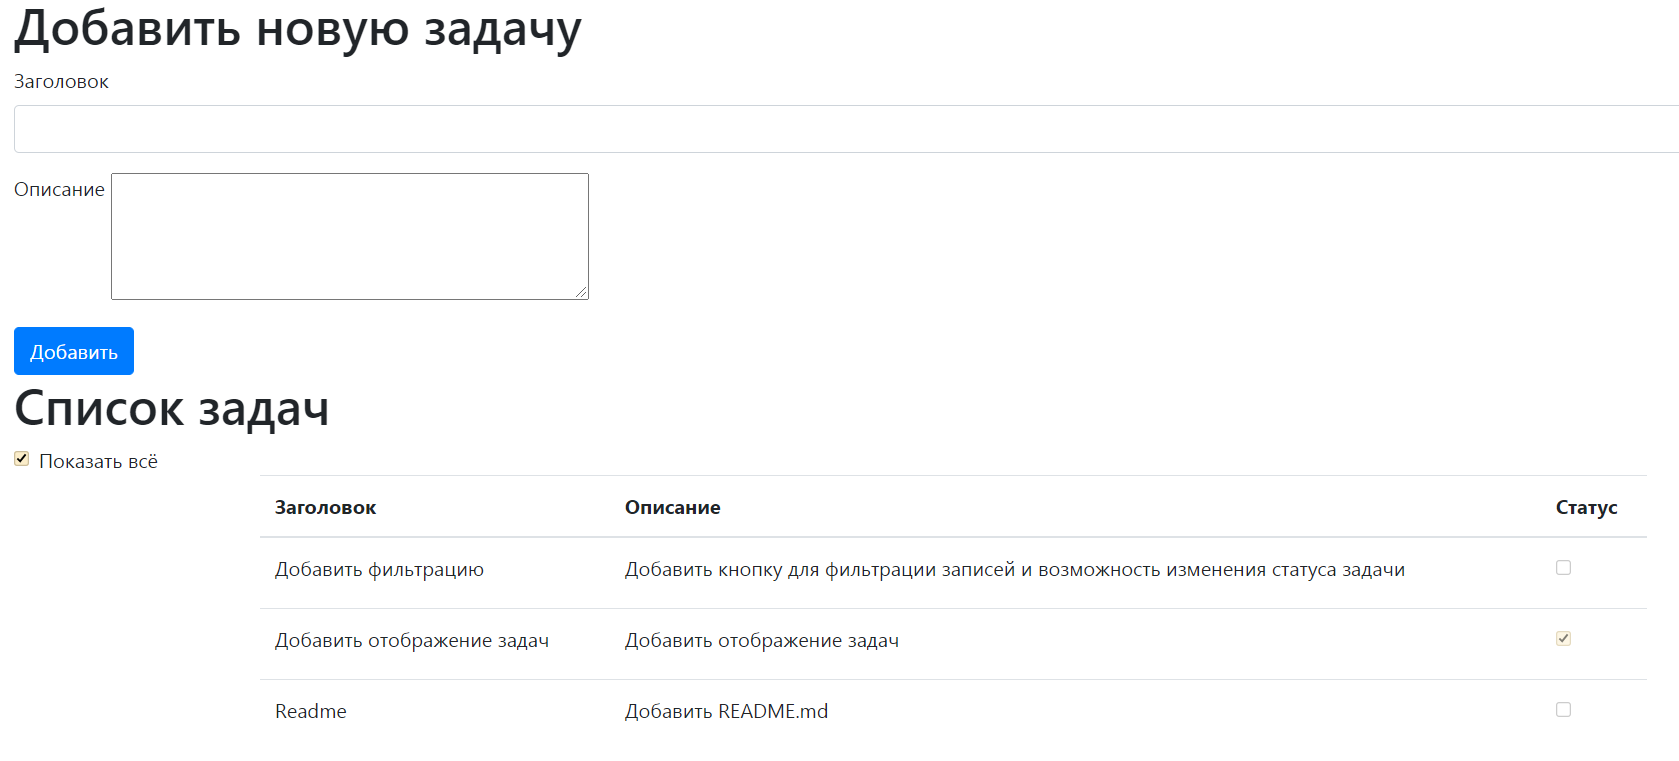 Добавить новую задачу
Заголовок
Описание
Добавить
Список задач
Показать всё
Заголовок Описание Статус
Добавить фильтрацию Добавить кнопку для фильтрации записей и возможность изменения статуса задачи
Добавить отображение задач Добавить отображение задач
Readme Добавить README.md